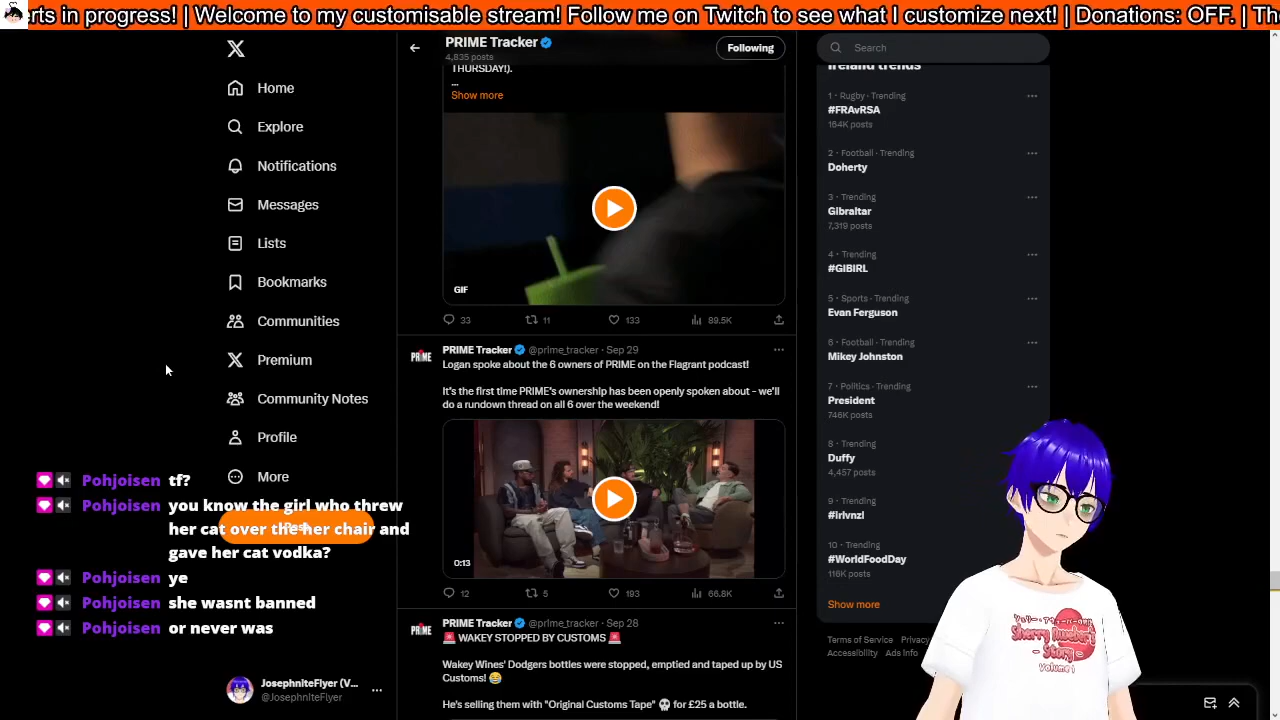 erts in progress! | Welcome to my customisable stream! Follow me on Twitch to see what I customize next! | Donations: OFF. | Th
PRIME Tracker
4,835 posts
Following
Search
Home
Explore
Notifications
Messages
Lists
Bookmarks
Communities
Premium
Community Notes
Profile
More
JosephniteFlyer (V...
@JosephniteFlyer
THURSDAY!).
...
Show more
GIF
33 11 133 89.5K
PRIME Tracker @prime_tracker · Sep 29
Logan spoke about the 6 owners of PRIME on the Flagrant podcast!
It's the first time PRIME's ownership has been openly spoken about - we'll
do a rundown thread on all 6 over the weekend!
0:13
12 5 193 66.8K
PRIME Tracker @prime_tracker · Sep 28
🚨 WAKEY STOPPED BY CUSTOMS 🚨
Wakey Wines' Dodgers bottles were stopped, emptied and taped up by US
Customs! 😂
He's selling them with "Original Customs Tape" 💀 for £25 a bottle.
Ireland trends
1 · Rugby · Trending
#FRAvRSA
164K posts
2 · Football · Trending
Doherty
3 · Trending
Gibraltar
7,319 posts
4 · Trending
#GIBIRL
5 · Sports · Trending
Evan Ferguson
6 · Football · Trending
Mikey Johnston
7 · Politics · Trending
President
746K posts
8 · Trending
Duffy
4,457 posts
9 · Trending
#irlvnzl
10 · Trending
#WorldFoodDay
116K posts
Show more
Terms of Service Privacy
Accessibility Ads Info
Pohjoisen tf?
Pohjoisen you know the girl who threw
her cat over the her chair and
gave her cat vodka?
Pohjoisen ye
Pohjoisen she wasnt banned
Pohjoisen or never was
Sherry Number's
Story
Volume 1